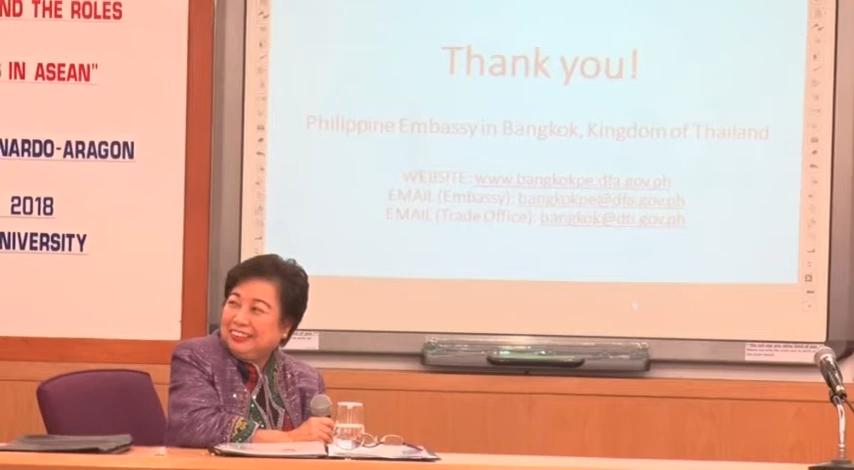 ND THE ROLES
IN ASEAN"
NARDO-ARAGON
2018
NIVERSITY
Thank you!
Philippine Embassy in Bangkok, Kingdom of Thailand
WEBSITE: www.bangkokpe.dfa.gov.ph
EMAIL (Embassy): bangkokpe@dfa.gov.ph
EMAIL (Trade Office): bangkok@dti.gov.ph